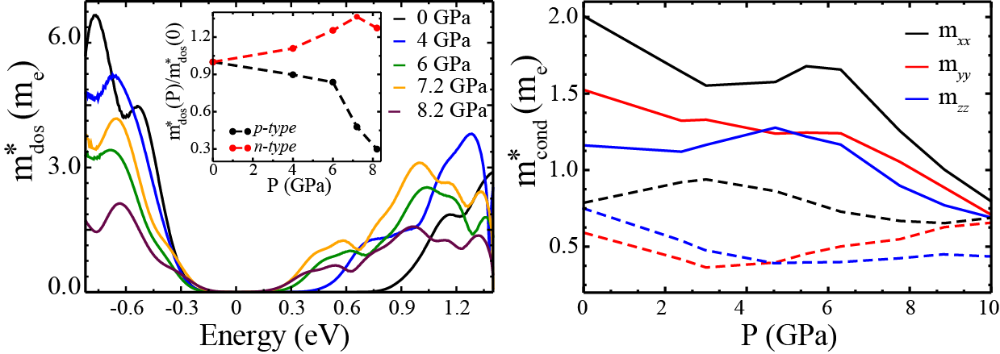 m*dos (me)
6.0
3.0
0.0
-0.6
-0.3
0
0.3
0.6
0.9
1.2
Energy (eV)
0 GPa
4 GPa
6 GPa
7.2 GPa
8.2 GPa
m*dos(P)/m*dos(0)
1.2
0.9
0.6
0.3
p-type
n-type
0
2
4
6
8
P (GPa)
m*cond (me)
2.0
1.5
1.0
0.5
mxx
myy
mzz
0
2
4
6
8
10
P (GPa)